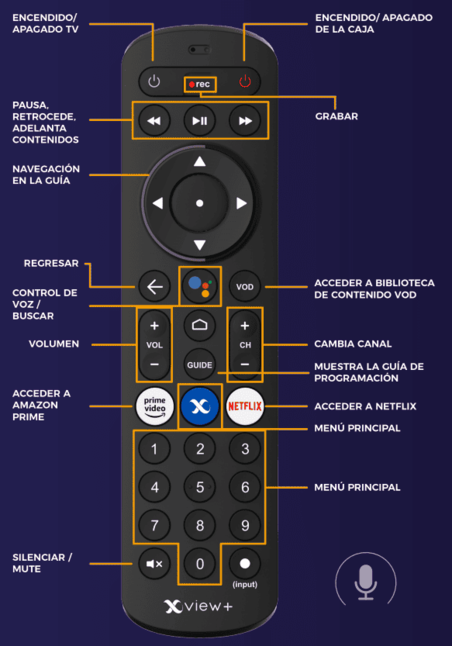 ENCENDIDO/
APAGADO TV
ENCENDIDO/ APAGADO
DE LA CAJA
rec
GRABAR
PAUSA,
RETROCEDE,
ADELANTA
CONTENIDOS
NAVEGACIÓN
EN LA GUÍA
REGRESAR
VOD
ACCEDER A BIBLIOTECA
DE CONTENIDO VOD
CONTROL DE
VOZ /
BUSCAR
VOLUMEN
+
VOL
–
GUIDE
+
CH
–
CAMBIA CANAL
MUESTRA LA GUÍA DE
PROGRAMACIÓN
ACCEDER A
AMAZON
PRIME
prime
video
X
NETFLIX
ACCEDER A NETFLIX
MENÚ PRINCIPAL
1 2 3
4 5 6
7 8 9
MENÚ PRINCIPAL
SILENCIAR /
MUTE
0
(input)
Xview+